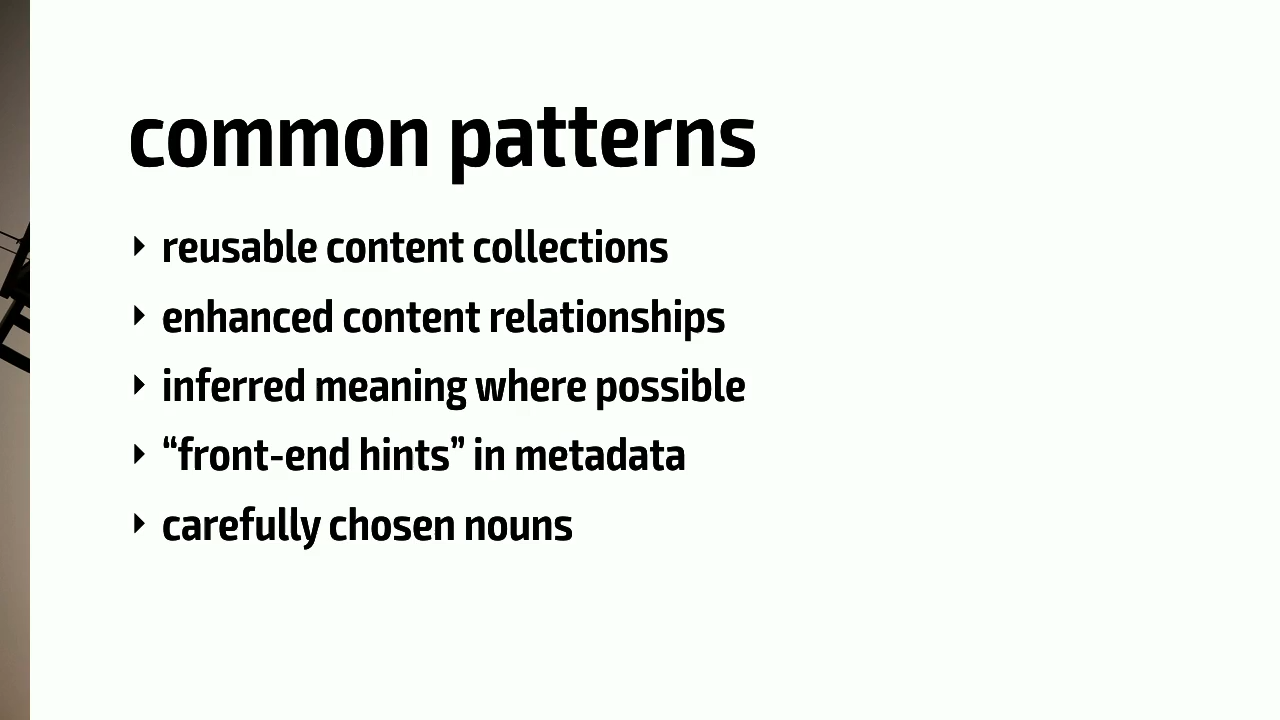 common patterns
‣ reusable content collections
‣ enhanced content relationships
‣ inferred meaning where possible
‣ “front-end hints” in metadata
‣ carefully chosen nouns